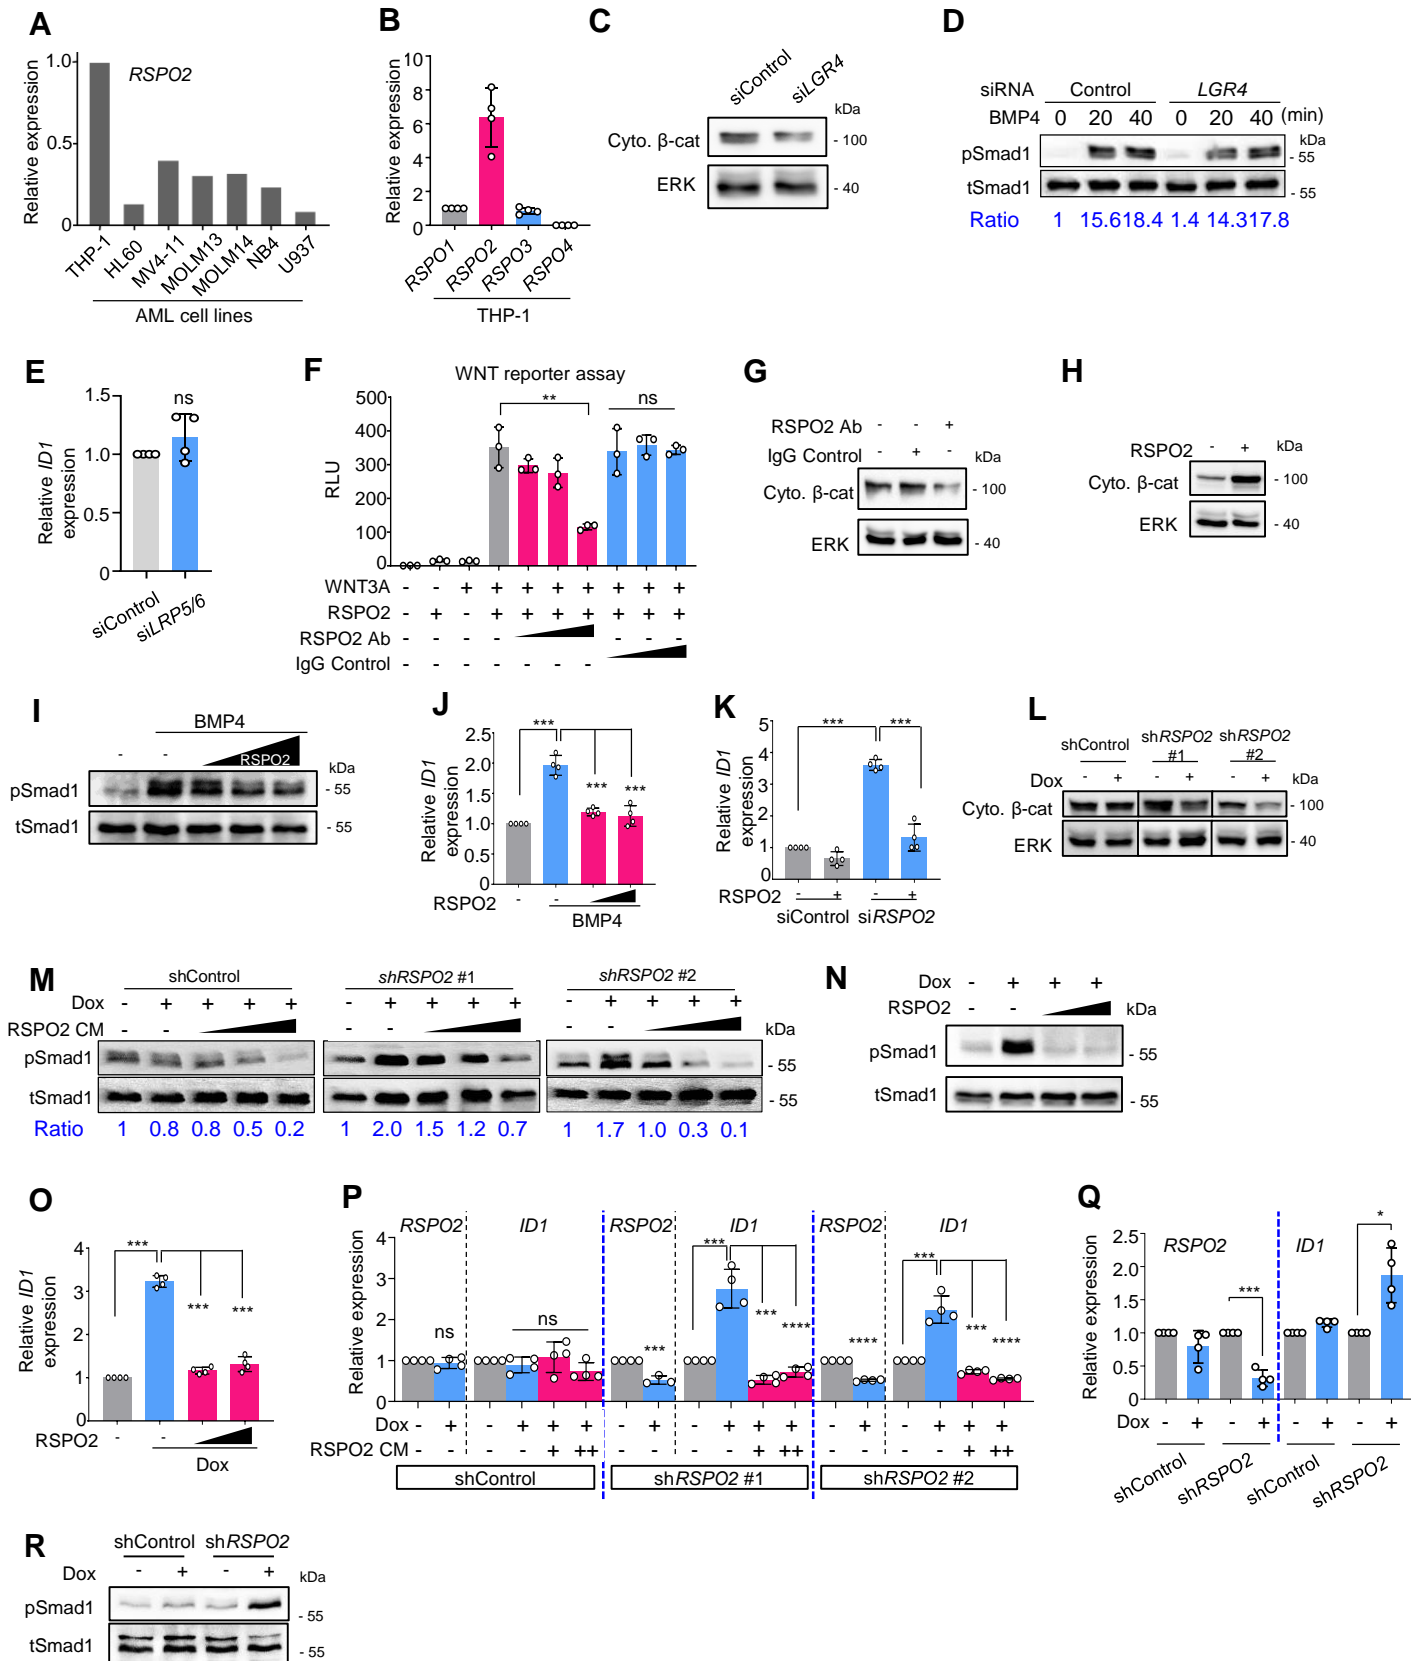 A
Relative expression
1.0
0.5
0
RSPO2
THP-1 HL60 MV4-11 MOLM13 MOLM14 NB4 U937
AML cell lines
B
Relative expression
10
8
6
4
2
0
RSPO1 RSPO2 RSPO3 RSPO4
THP-1
C
siControl siLGR4
kDa
Cyto. β-cat - 100
ERK - 40
D
siRNA Control LGR4
BMP4 0 20 40 0 20 40 (min)
kDa
pSmad1 - 55
tSmad1 - 55
Ratio 1 15.6 18.4 1.4 14.3 17.8
E
Relative ID1 expression
1.5
1.0
0.5
0
ns
siControl siLRP5/6
F
WNT reporter assay
RLU
500
400
300
200
100
0
** ns
WNT3A - - + + + + + + + +
RSPO2 - + - + + + + + + +
RSPO2 Ab - - - - - - -
IgG Control - - - - - - -
G
RSPO2 Ab - - +
IgG Control - + -
kDa
Cyto. β-cat - 100
ERK - 40
H
RSPO2 - + kDa
Cyto. β-cat - 100
ERK - 40
I
BMP4
- - RSPO2
kDa
pSmad1 - 55
tSmad1 - 55
J
Relative ID1 expression
2.5
2.0
1.5
1.0
0.5
0
*** *** ***
RSPO2 - -
BMP4
K
Relative ID1 expression
5
4
3
2
1
0
*** ***
RSPO2 - + - +
siControl siRSPO2
L
shControl shRSPO2 #1 shRSPO2 #2
Dox - + - + - + kDa
Cyto. β-cat - 100
ERK - 40
M
shControl shRSPO2 #1 shRSPO2 #2
Dox - + + + + - + + + + - + + + +
RSPO2 CM - - - - - -
kDa
pSmad1 - 55
tSmad1 - 55
Ratio 1 0.8 0.8 0.5 0.2 1 2.0 1.5 1.2 0.7 1 1.7 1.0 0.3 0.1
N
Dox - + + +
RSPO2 - -
kDa
pSmad1 - 55
tSmad1 - 55
O
Relative ID1 expression
4
3
2
1
0
*** *** ***
RSPO2 - -
Dox
P
Relative expression
4
3
2
1
0
RSPO2 ID1 RSPO2 ID1 RSPO2 ID1
ns ns *** *** *** **** **** *** *** ****
Dox - + - + + + - + - + + + - + - + + +
RSPO2 CM - - - - + ++ - - - - + ++ - - - - + ++
shControl shRSPO2 #1 shRSPO2 #2
Q
Relative expression
2.5
2.0
1.5
1.0
0.5
0
RSPO2 ID1
*** *
Dox - + - + - + - +
shControl shRSPO2 shControl shRSPO2
R
shControl shRSPO2
Dox - + - + kDa
pSmad1 - 55
tSmad1 - 55